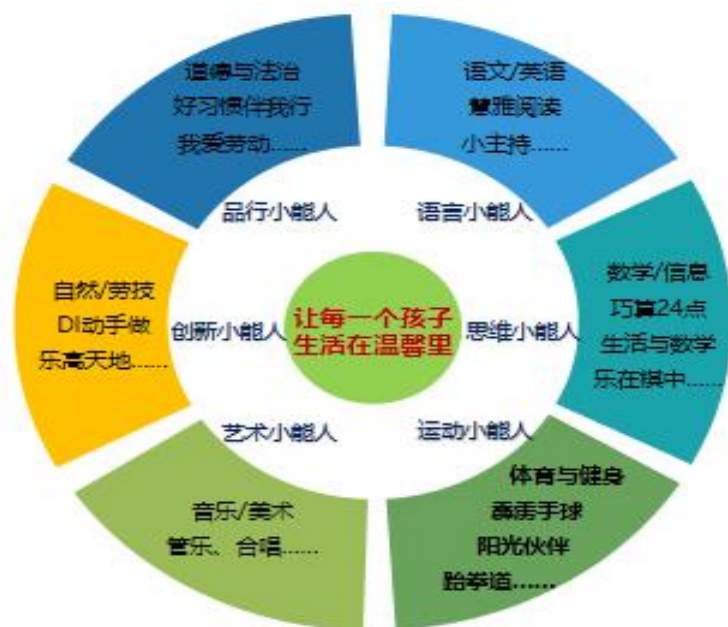 道德与法治
好习惯伴我行
我爱劳动……
语文/英语
慧雅阅读
小主持……
品行小能人
语言小能人
自然/劳技
DI动手做
乐高天地……
创新小能人
让每一个孩子
生活在温馨里
思维小能人
数学/信息
巧算24点
生活与数学
乐在棋中……
艺术小能人
运动小能人
音乐/美术
管乐、合唱……
体育与健身
霹雳手球
阳光伙伴
跆拳道……